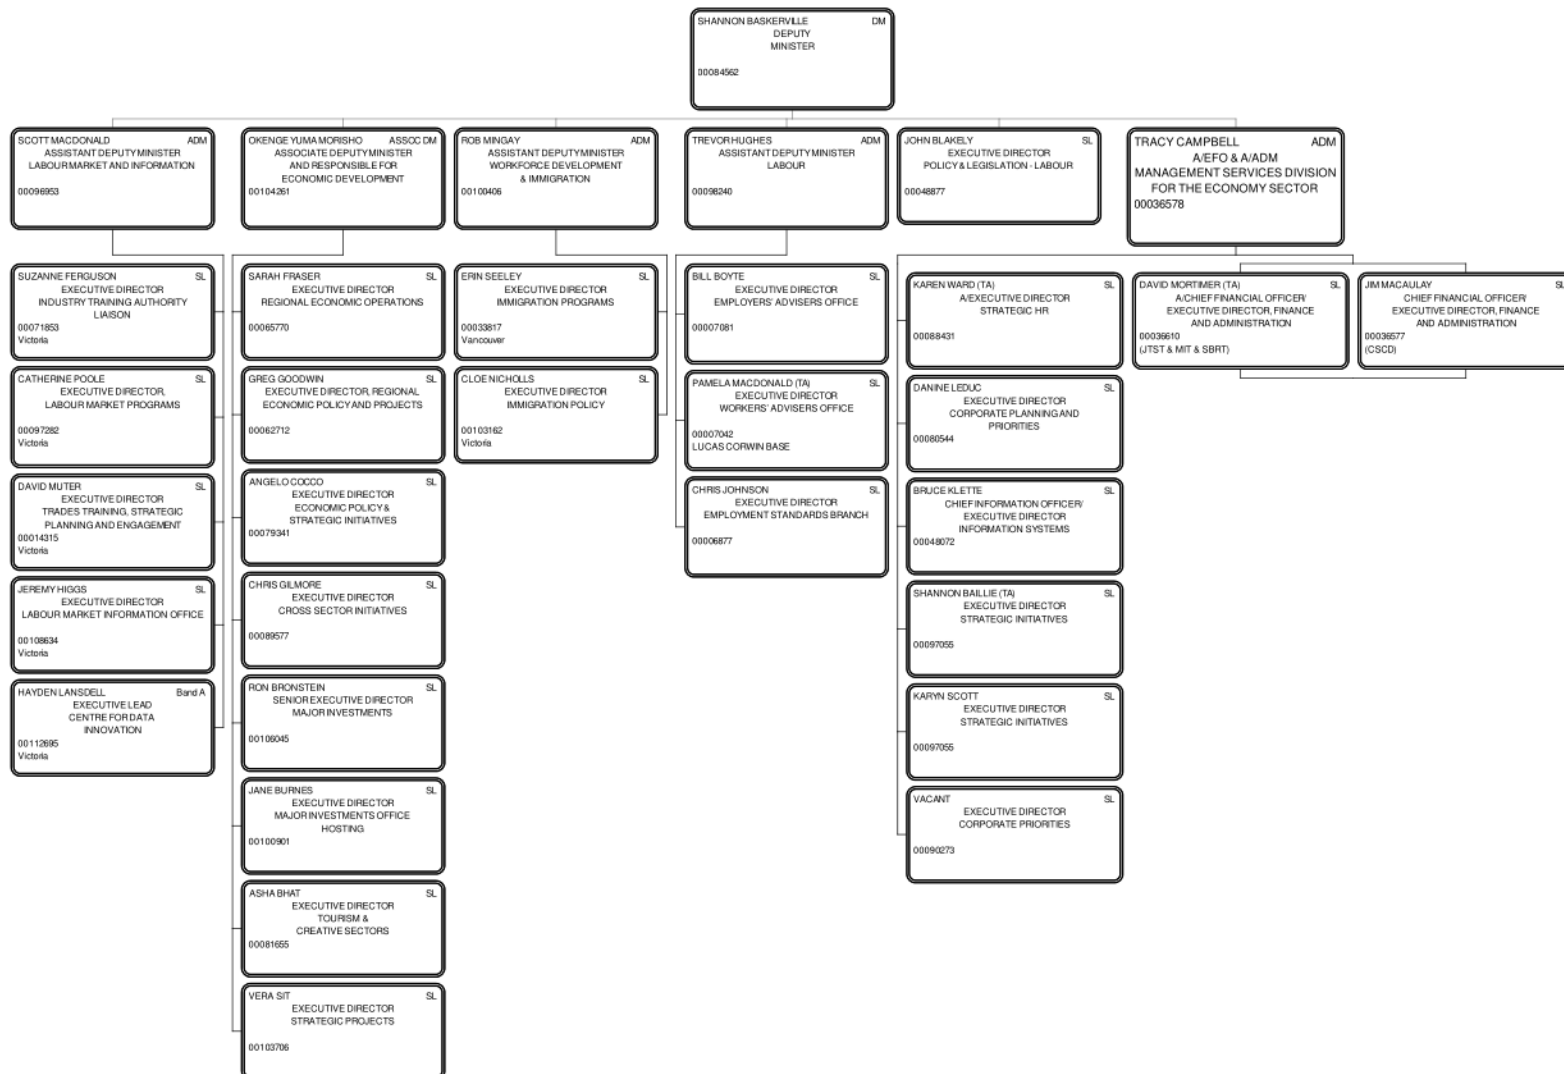 SHANNON BASKERVILLE DM
DEPUTY
MINISTER
00084562
SCOTT MACDONALD ADM
ASSISTANT DEPUTY MINISTER
LABOUR MARKET AND INFORMATION
00096953
OKENGE YUMA MORISHO ASSOC DM
ASSOCIATE DEPUTY MINISTER
AND RESPONSIBLE FOR
ECONOMIC DEVELOPMENT
00104261
ROB MINGAY ADM
ASSISTANT DEPUTY MINISTER
WORKFORCE DEVELOPMENT
& IMMIGRATION
00100406
TREVOR HUGHES ADM
ASSISTANT DEPUTY MINISTER
LABOUR
00098240
JOHN BLAKELY SL
EXECUTIVE DIRECTOR
POLICY & LEGISLATION - LABOUR
00048877
TRACY CAMPBELL ADM
A/EFO & A/ADM
MANAGEMENT SERVICES DIVISION
FOR THE ECONOMY SECTOR
00036578
SUZANNE FERGUSON SL
EXECUTIVE DIRECTOR
INDUSTRY TRAINING AUTHORITY
LIAISON
00071853
Victoria
CATHERINE POOLE SL
EXECUTIVE DIRECTOR,
LABOUR MARKET PROGRAMS
00097282
Victoria
DAVID MUTER SL
EXECUTIVE DIRECTOR
TRADES TRAINING, STRATEGIC
PLANNING AND ENGAGEMENT
00014315
Victoria
JEREMY HIGGS SL
EXECUTIVE DIRECTOR
LABOUR MARKET INFORMATION OFFICE
00108634
Victoria
HAYDEN LANSDELL Band A
EXECUTIVE LEAD
CENTRE FOR DATA
INNOVATION
00112695
Victoria
SARAH FRASER SL
EXECUTIVE DIRECTOR
REGIONAL ECONOMIC OPERATIONS
00065770
GREG GOODWIN SL
EXECUTIVE DIRECTOR, REGIONAL
ECONOMIC POLICY AND PROJECTS
00062712
ANGELO COCCO SL
EXECUTIVE DIRECTOR
ECONOMIC POLICY &
STRATEGIC INITIATIVES
00079341
CHRIS GILMORE SL
EXECUTIVE DIRECTOR
CROSS SECTOR INITIATIVES
00089577
RON BRONSTEIN SL
SENIOR EXECUTIVE DIRECTOR
MAJOR INVESTMENTS
00106045
JANE BURNES SL
EXECUTIVE DIRECTOR
MAJOR INVESTMENTS OFFICE
HOSTING
00100901
ASHA BHAT SL
EXECUTIVE DIRECTOR
TOURISM &
CREATIVE SECTORS
00081655
VERA SIT SL
EXECUTIVE DIRECTOR
STRATEGIC PROJECTS
00103706
ERIN SEELEY SL
EXECUTIVE DIRECTOR
IMMIGRATION PROGRAMS
00033817
Vancouver
CLOE NICHOLLS SL
EXECUTIVE DIRECTOR
IMMIGRATION POLICY
00103162
Victoria
BILL BOYTE SL
EXECUTIVE DIRECTOR
EMPLOYERS' ADVISERS OFFICE
00007081
PAMELA MACDONALD (TA) SL
EXECUTIVE DIRECTOR
WORKERS' ADVISERS OFFICE
00007042
LUCAS CORWIN BASE
CHRIS JOHNSON SL
EXECUTIVE DIRECTOR
EMPLOYMENT STANDARDS BRANCH
00006877
KAREN WARD (TA) SL
A/EXECUTIVE DIRECTOR
STRATEGIC HR
00088431
DANINE LEDUC SL
EXECUTIVE DIRECTOR
CORPORATE PLANNING AND
PRIORITIES
00080544
BRUCE KLETTE SL
CHIEF INFORMATION OFFICER/
EXECUTIVE DIRECTOR
INFORMATION SYSTEMS
00048072
SHANNON BAILLIE (TA) SL
EXECUTIVE DIRECTOR
STRATEGIC INITIATIVES
00097055
KARYN SCOTT SL
EXECUTIVE DIRECTOR
STRATEGIC INITIATIVES
00097055
VACANT SL
EXECUTIVE DIRECTOR
CORPORATE PRIORITIES
00090273
DAVID MORTIMER (TA) SL
A/CHIEF FINANCIAL OFFICER/
EXECUTIVE DIRECTOR, FINANCE
AND ADMINISTRATION
00036610
(JTST & MIT & SBRT)
JIM MACAULAY SL
CHIEF FINANCIAL OFFICER/
EXECUTIVE DIRECTOR, FINANCE
AND ADMINISTRATION
00036577
(CSCD)